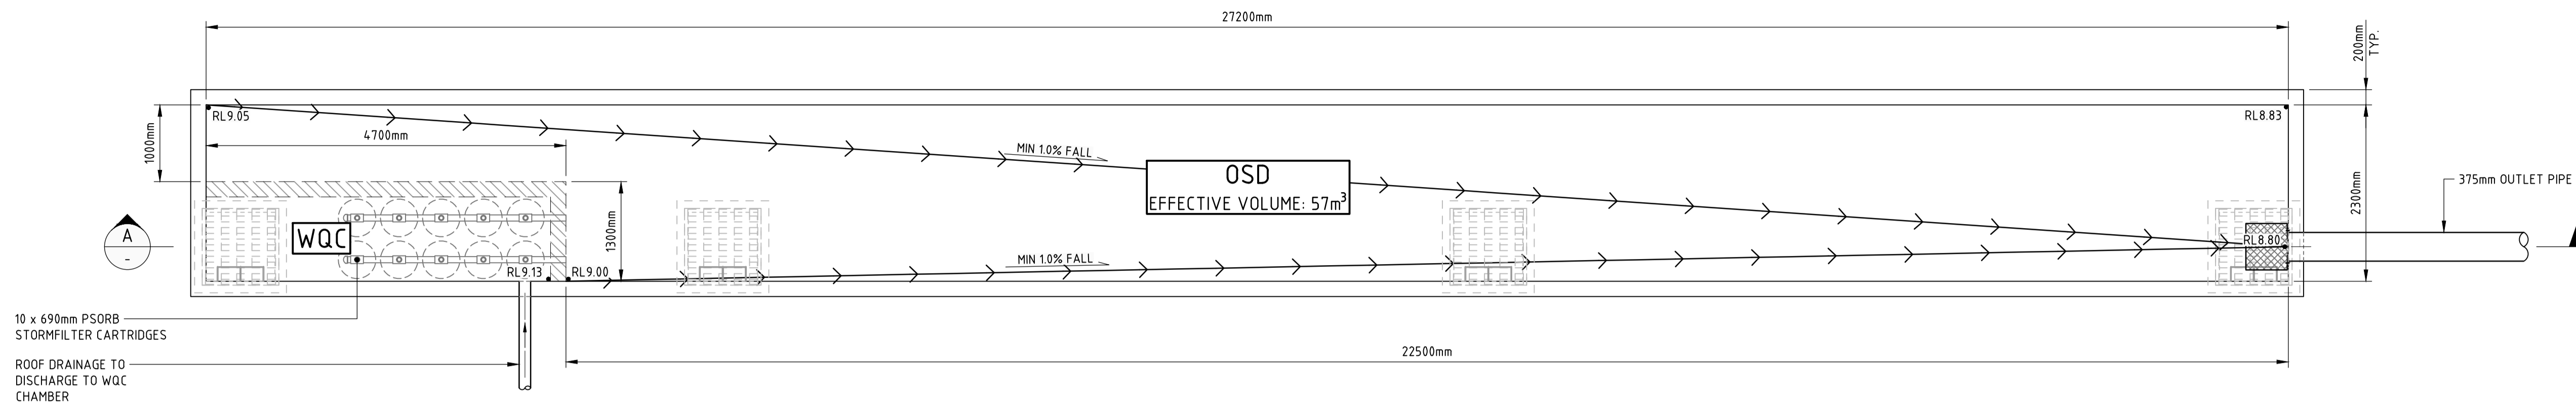 27200mm
200mm
TYP.
RL9.05
RL8.83
1000mm
4700mm
MIN 1.0% FALL
OSD
EFFECTIVE VOLUME: 57m³
375mm OUTLET PIPE
2300mm
A
-
WQC
1300mm
RL8.80
MIN 1.0% FALL
RL9.13
RL9.00
10 x 690mm PSORB
STORMFILTER CARTRIDGES
22500mm
ROOF DRAINAGE TO
DISCHARGE TO WQC
CHAMBER